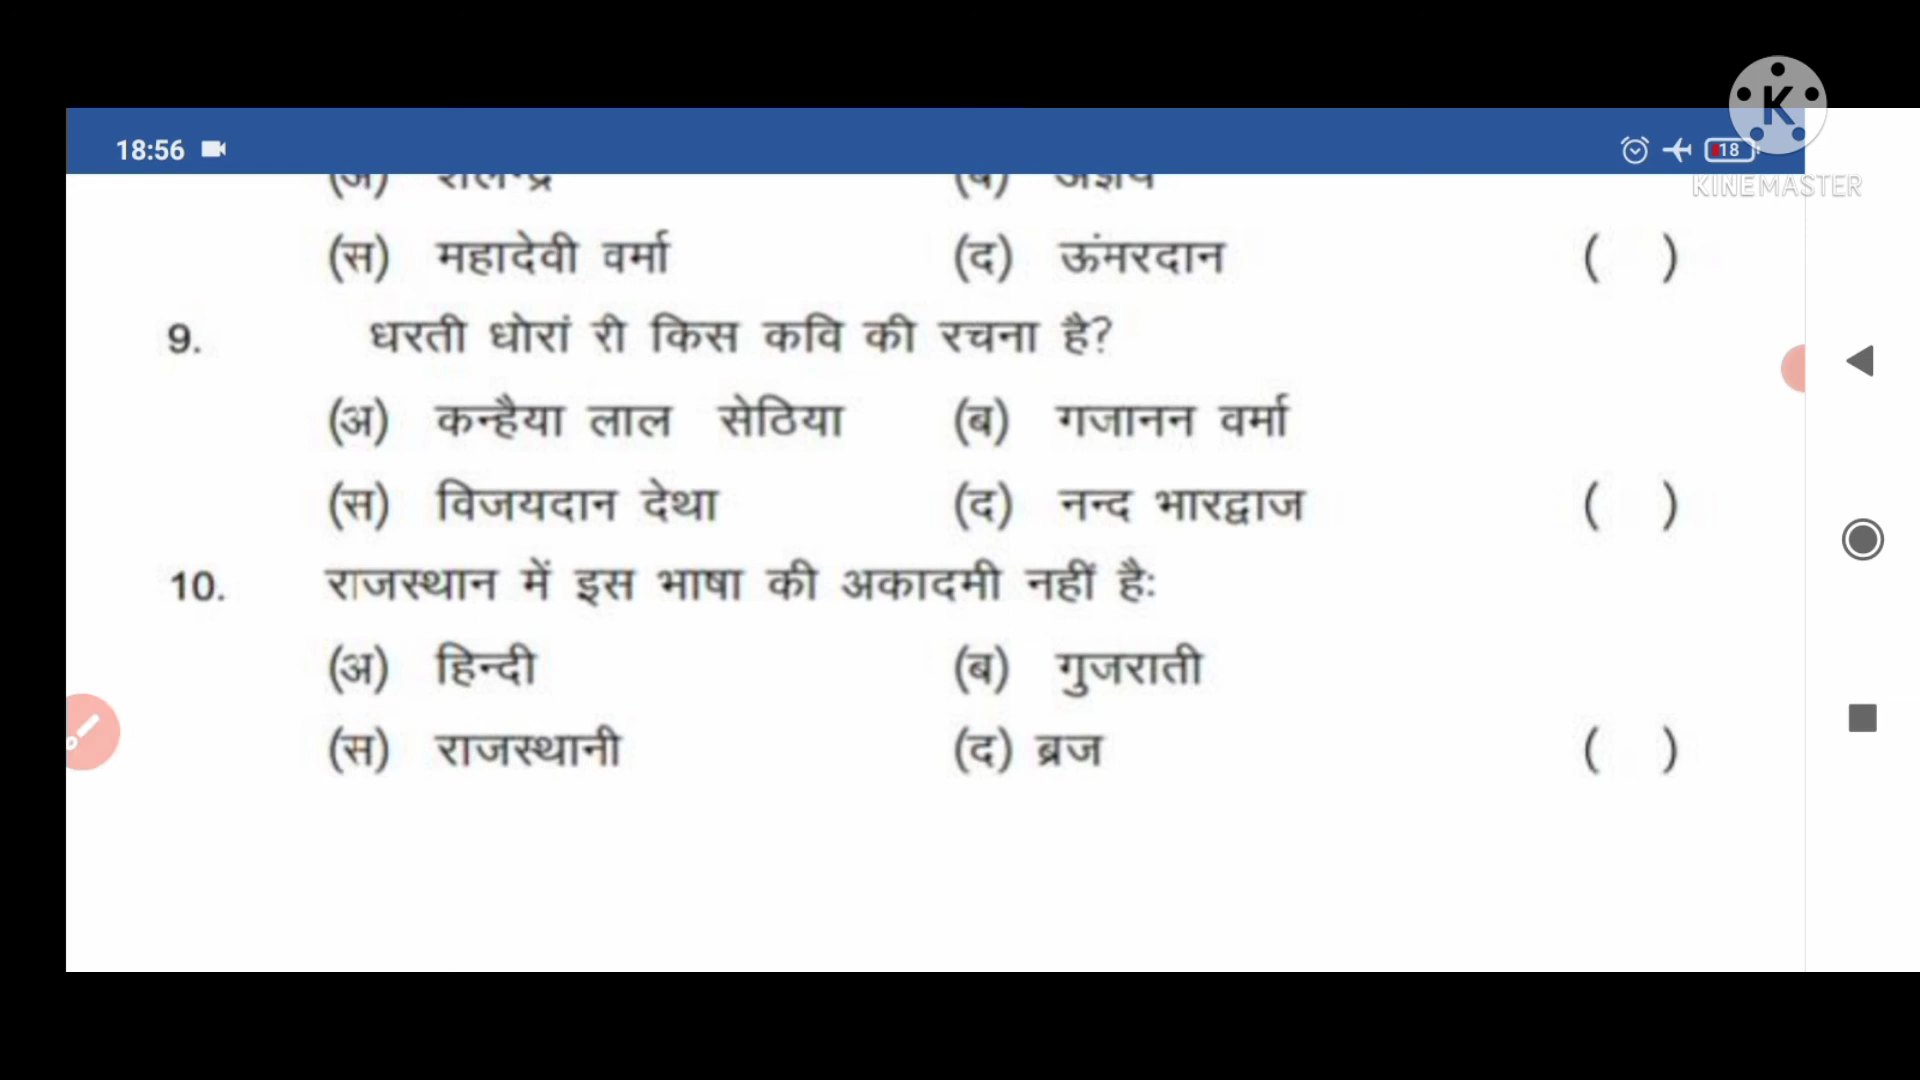 18:56
18
K
KINEMASTER
(स) महादेवी वर्मा (द) ऊंमरदान ( )
9. धरती धोरां री किस कवि की रचना है?
(अ) कन्हैया लाल सेठिया (ब) गजानन वर्मा
(स) विजयदान देथा (द) नन्द भारद्वाज ( )
10. राजस्थान में इस भाषा की अकादमी नहीं हैः
(अ) हिन्दी (ब) गुजराती
(स) राजस्थानी (द) ब्रज ( )